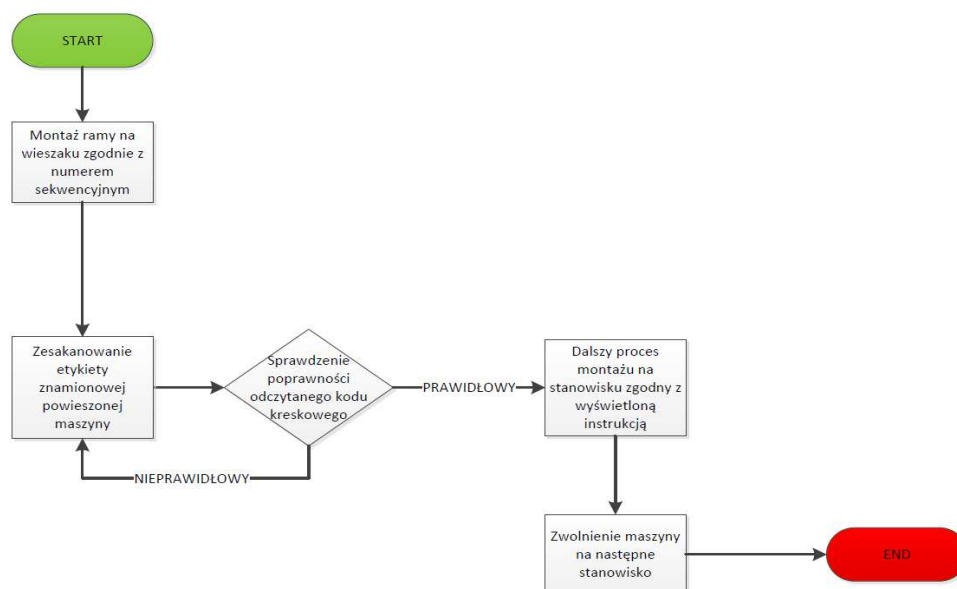 START
Montaż ramy na
wieszaku zgodnie z
numerem
sekwencyjnym
Zesakanowanie
etykiety
znamionowej
powieszonej
maszyny
Sprawdzenie
poprawności
odczytanego kodu
kreskowego
PRAWIDŁOWY
NIEPRAWIDŁOWY
Dalszy proces
montażu na
stanowisku zgodny z
wyświetloną
instrukcją
Zwolnienie maszyny
na następne
stanowisko
END